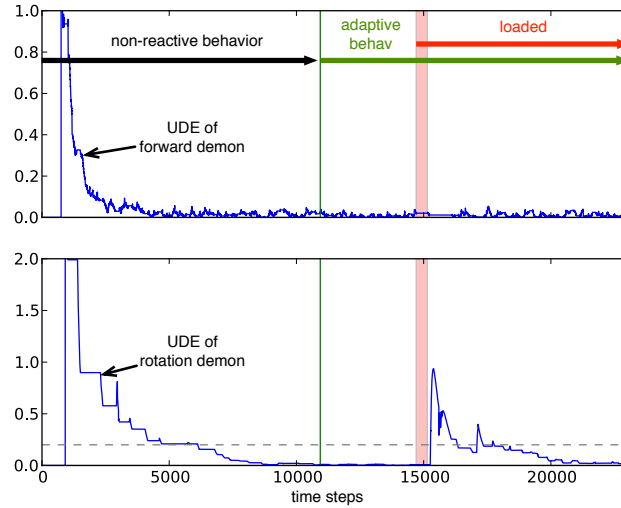 1.0
0.8
0.6
0.4
0.2
0.0
non-reactive behavior
adaptive
behav
loaded
UDE of
forward demon
2.0
1.5
1.0
0.5
0.0
UDE of
rotation demon
0
5000
10000
15000
20000
time steps